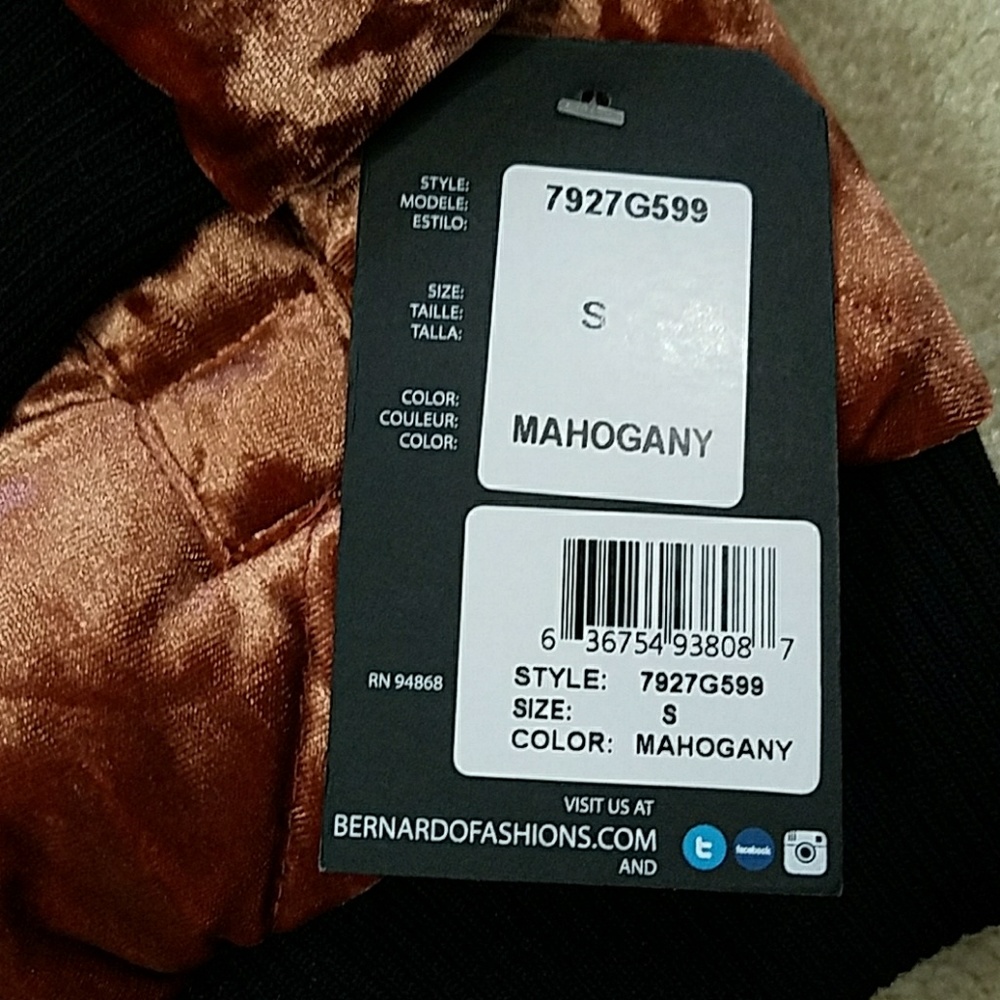 STYLE:
MODELE:
ESTILO:
7927G599
SIZE:
TAILLE:
TALLA:
S
COLOR:
COULEUR:
COLOR:
MAHOGANY
6 36754 93808 7
RN 94868
STYLE: 7927G599
SIZE: S
COLOR: MAHOGANY
VISIT US AT
BERNARDOFASHIONS.COM
AND
t
facebook